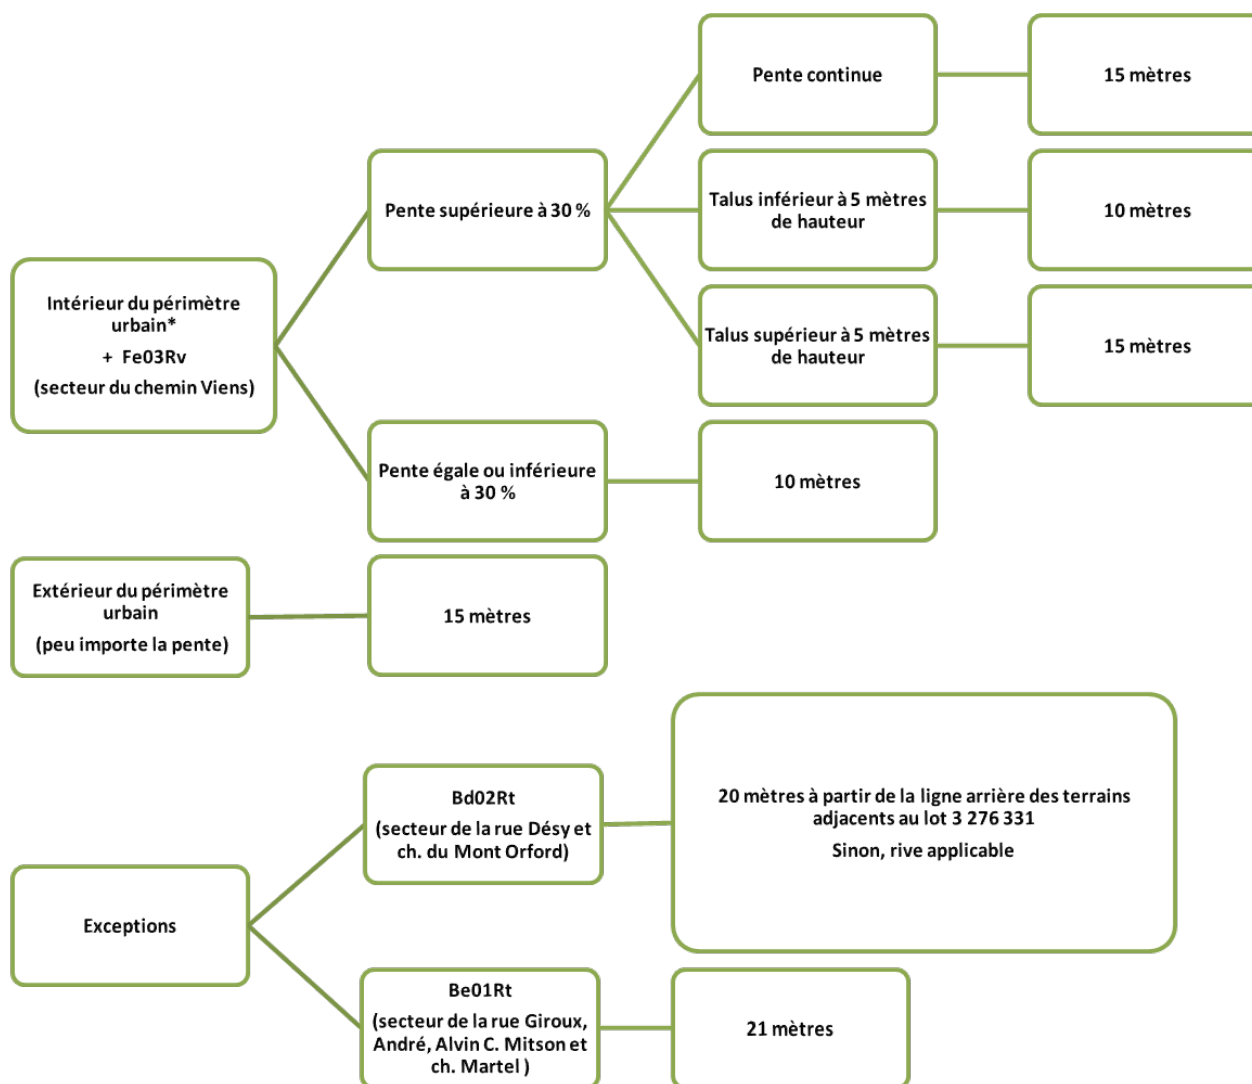 Pente continue
15 mètres
Pente supérieure à 30 %
Talus inférieur à 5 mètres
de hauteur
10 mètres
Intérieur du périmètre
urbain*
+ Fe03Rv
(secteur du chemin Viens)
Talus supérieur à 5 mètres
de hauteur
15 mètres
Pente égale ou inférieure
à 30 %
10 mètres
Extérieur du périmètre
urbain
(peu importe la pente)
15 mètres
Exceptions
Bd02Rt
(secteur de la rue Désy et
ch. du Mont Orford)
20 mètres à partir de la ligne arrière des terrains
adjacents au lot 3 276 331
Sinon, rive applicable
Be01Rt
(secteur de la rue Giroux,
André, Alvin C. Mitson et
ch. Martel )
21 mètres